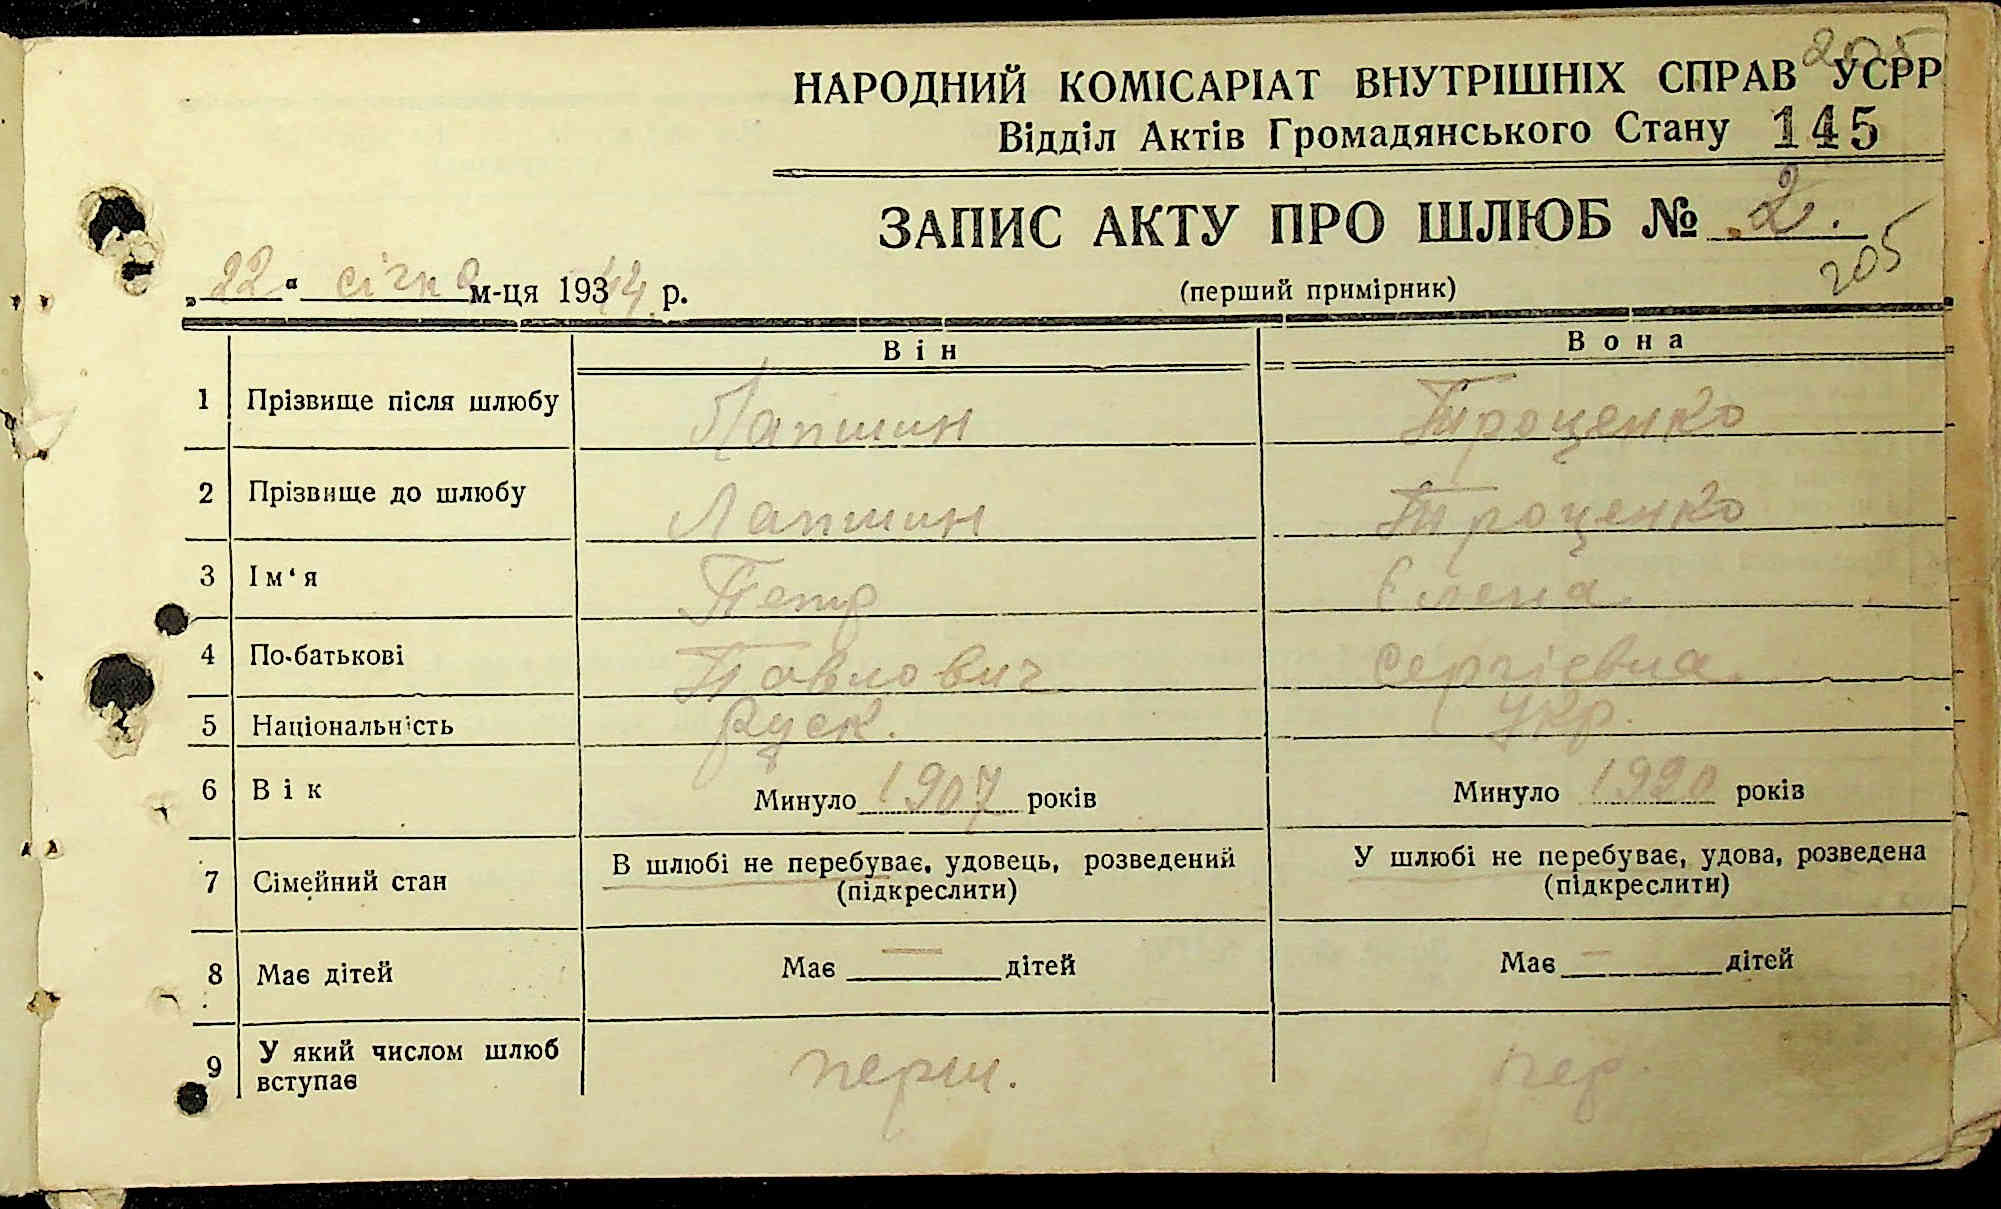 205
НАРОДНИЙ КОМІСАРІАТ ВНУТРІШНІХ СПРАВ УСРР
Відділ Актів Громадянського Стану 145
ЗАПИС АКТУ ПРО ШЛЮБ № 2.
205
„22“ січня м-ця 19344 р.
(перший примірник)
Він Вона
1 Прізвище після шлюбу Лапшин Троценко
2 Прізвище до шлюбу Лапшин Троценко
3 Ім‘я Петр Єлена.
4 По-батькові Павлович Сергієвна.
5 Національність Руск. Укр.
6 Вік Минуло 1907 років Минуло 1920 років
7 Сімейний стан В шлюбі не перебуває, удовець, розведений У шлюбі не перебуває, удова, розведена
(підкреслити) (підкреслити)
8 Має дітей Має — дітей Має — дітей
9 У який числом шлюб вступає перш. пер.